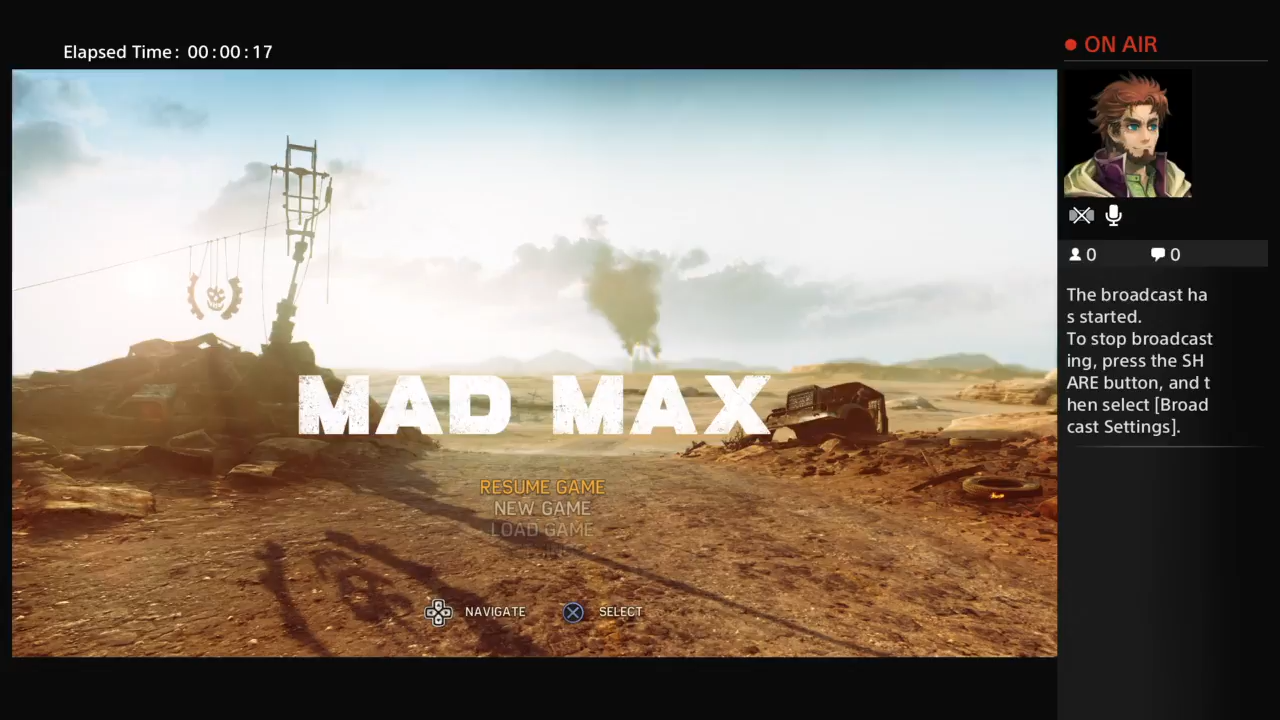 Elapsed Time: 00:00:17
ON AIR
MAD MAX
RESUME GAME
NEW GAME
LOAD GAME
NAVIGATE
SELECT
0
0
The broadcast ha
s started.
To stop broadcast
ing, press the SH
ARE button, and t
hen select [Broad
cast Settings].